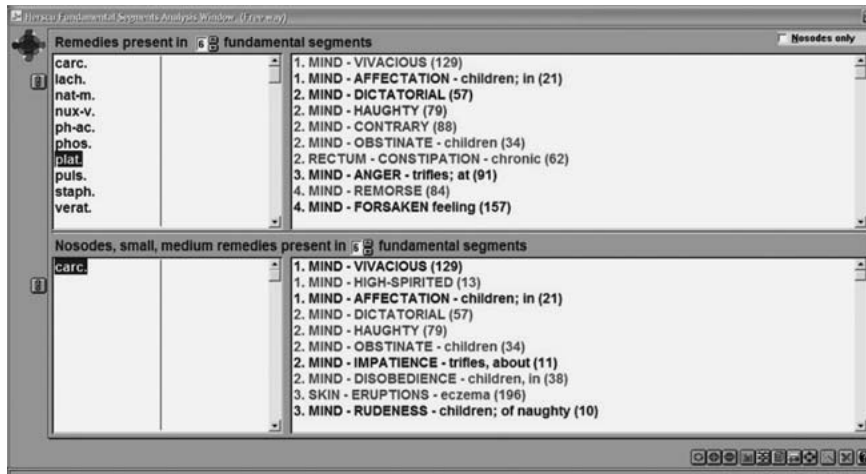 Herscu Fundamental Segments Analysis Window (Freeway)
Remedies present in 6 fundamental segments
Nosodes only
carc.
lach.
nat-m.
nux-v.
ph-ac.
phos.
plat.
puls.
staph.
verat.
1. MIND - VIVACIOUS (129)
1. MIND - AFFECTATION - children; in (21)
2. MIND - DICTATORIAL (57)
2. MIND - HAUGHTY (79)
2. MIND - CONTRARY (88)
2. MIND - OBSTINATE - children (34)
2. RECTUM - CONSTIPATION - chronic (62)
3. MIND - ANGER - trifles; at (91)
4. MIND - REMORSE (84)
4. MIND - FORSAKEN feeling (157)
Nosodes, small, medium remedies present in 6 fundamental segments
carc.
1. MIND - VIVACIOUS (129)
1. MIND - HIGH-SPIRITED (13)
1. MIND - AFFECTATION - children; in (21)
2. MIND - DICTATORIAL (57)
2. MIND - HAUGHTY (79)
2. MIND - OBSTINATE - children (34)
2. MIND - IMPATIENCE - trifles, about (11)
2. MIND - DISOBEDIENCE - children, in (38)
3. SKIN - ERUPTIONS - eczema (196)
3. MIND - RUDENESS - children; of naughty (10)